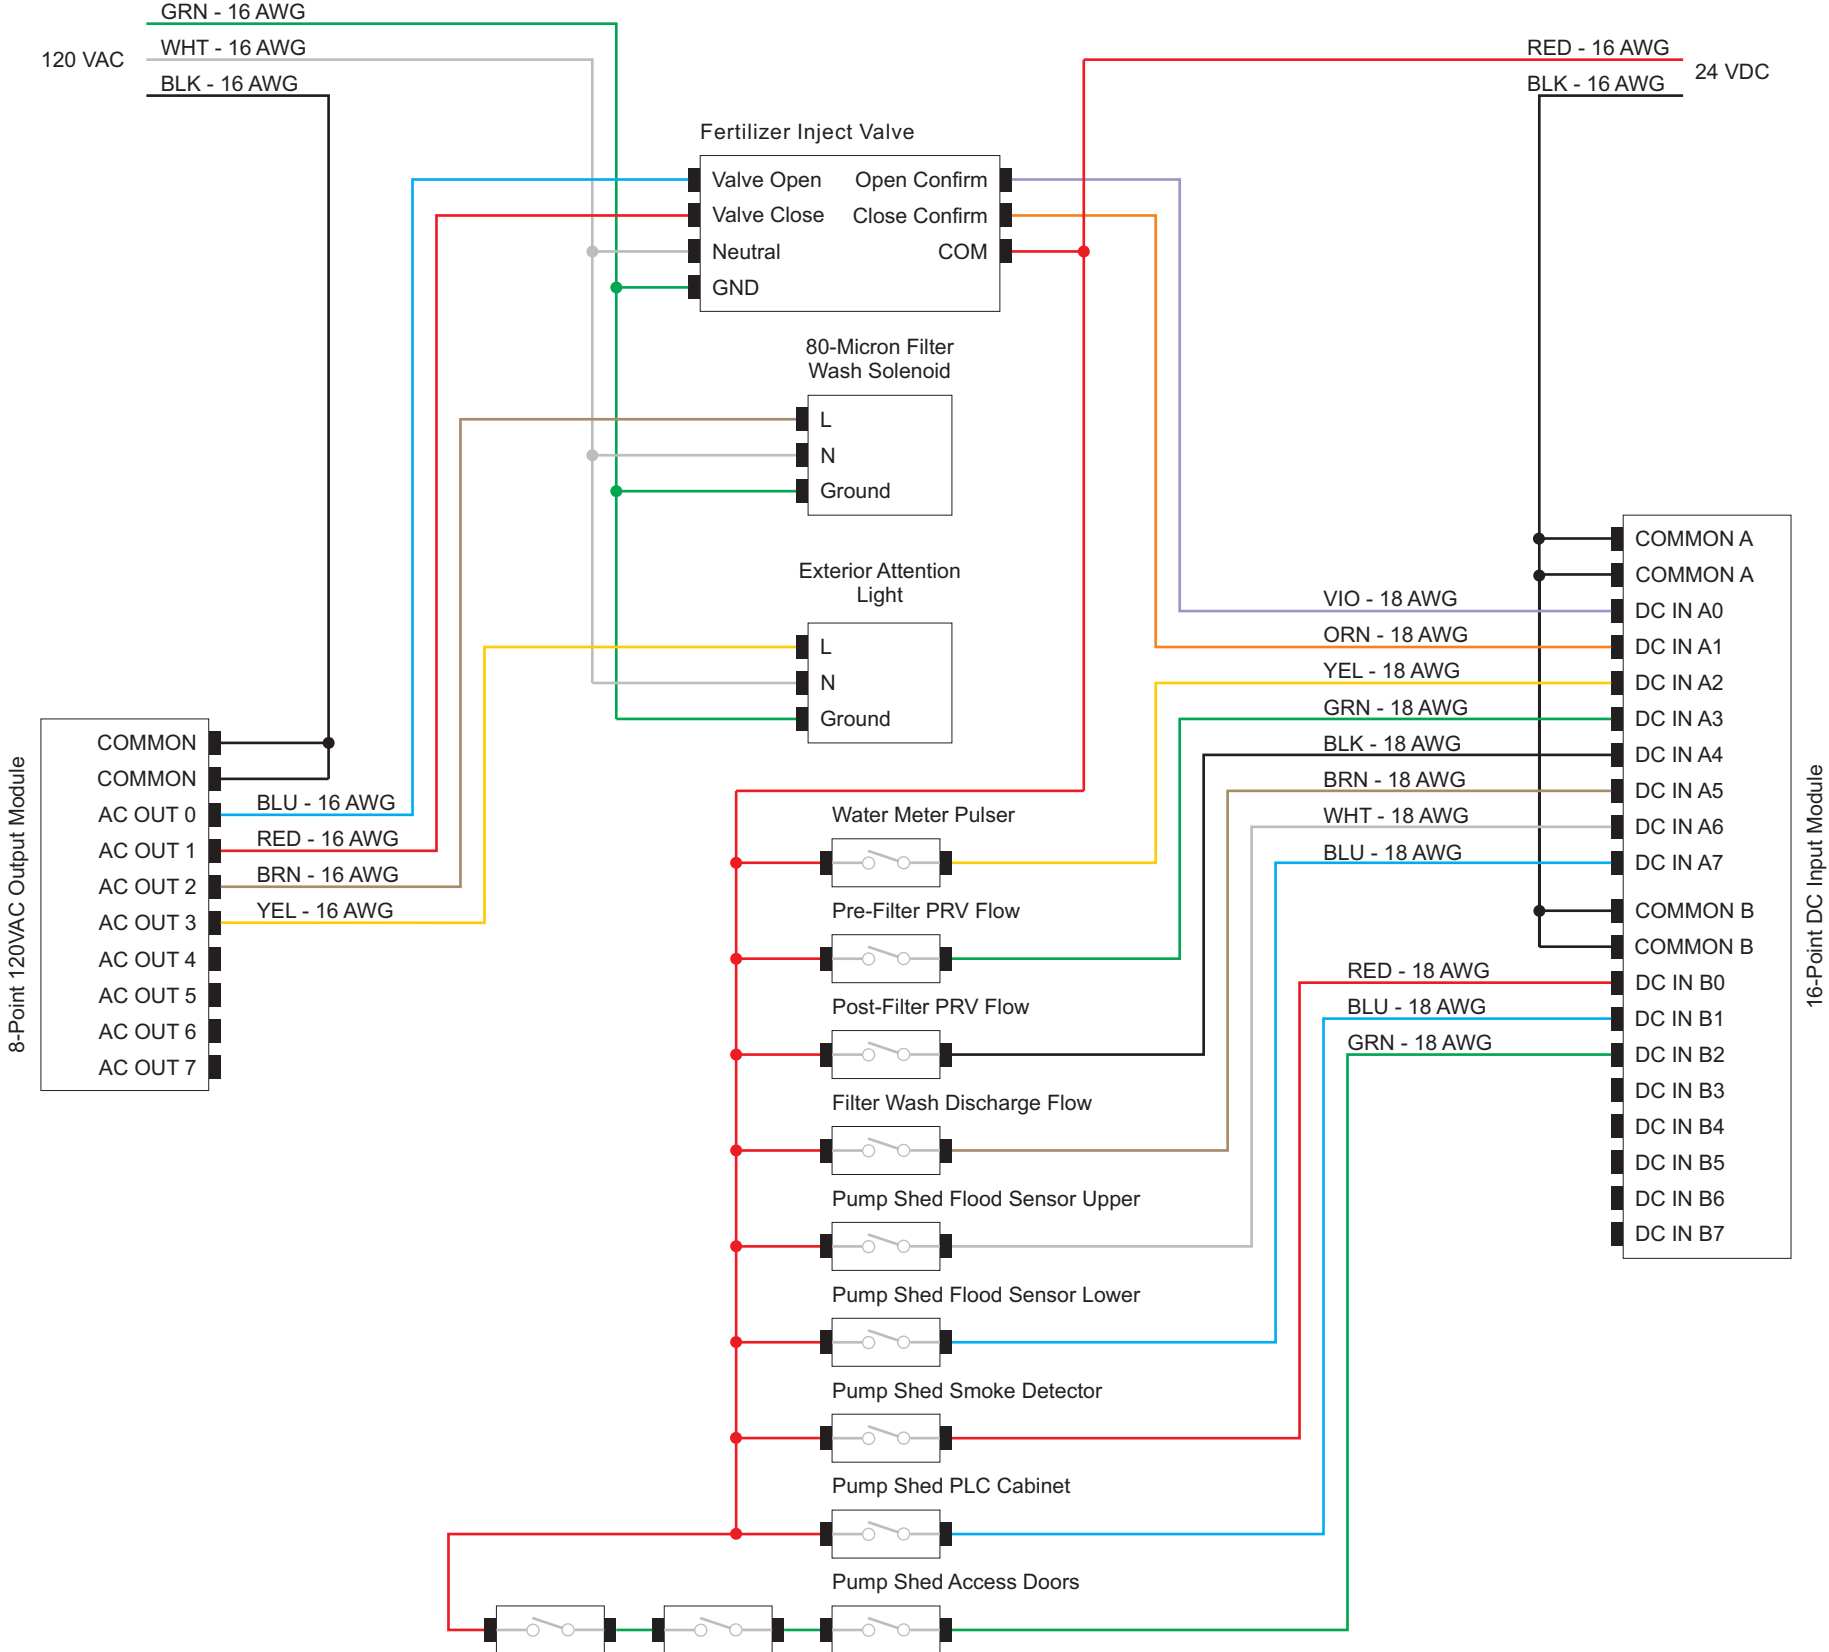 GRN - 16 AWG
120 VAC
WHT - 16 AWG
BLK - 16 AWG
RED - 16 AWG
24 VDC
BLK - 16 AWG
Fertilizer Inject Valve
Valve Open
Open Confirm
Valve Close
Close Confirm
Neutral
COM
GND
80-Micron Filter
Wash Solenoid
L
N
Ground
Exterior Attention
Light
L
N
Ground
8-Point 120VAC Output Module
COMMON
COMMON
AC OUT 0
BLU - 16 AWG
AC OUT 1
RED - 16 AWG
AC OUT 2
BRN - 16 AWG
AC OUT 3
YEL - 16 AWG
AC OUT 4
AC OUT 5
AC OUT 6
AC OUT 7
16-Point DC Input Module
COMMON A
COMMON A
VIO - 18 AWG
DC IN A0
ORN - 18 AWG
DC IN A1
YEL - 18 AWG
DC IN A2
GRN - 18 AWG
DC IN A3
BLK - 18 AWG
DC IN A4
BRN - 18 AWG
DC IN A5
WHT - 18 AWG
DC IN A6
BLU - 18 AWG
DC IN A7
COMMON B
COMMON B
RED - 18 AWG
DC IN B0
BLU - 18 AWG
DC IN B1
GRN - 18 AWG
DC IN B2
DC IN B3
DC IN B4
DC IN B5
DC IN B6
DC IN B7
Water Meter Pulser
Pre-Filter PRV Flow
Post-Filter PRV Flow
Filter Wash Discharge Flow
Pump Shed Flood Sensor Upper
Pump Shed Flood Sensor Lower
Pump Shed Smoke Detector
Pump Shed PLC Cabinet
Pump Shed Access Doors